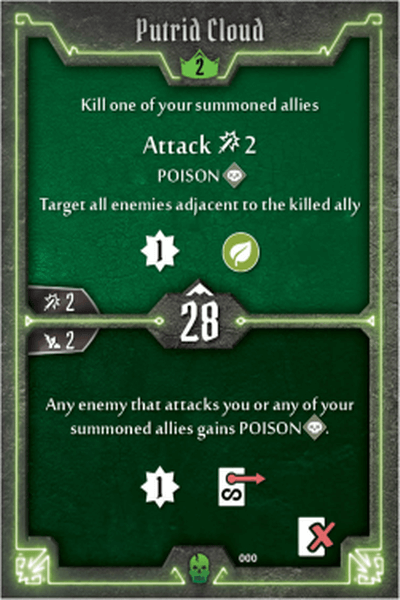 Putrid Cloud
2
Kill one of your summoned allies
Attack 2
POISON
Target all enemies adjacent to the killed ally
1
2
28
2
Any enemy that attacks you or any of your
summoned allies gains POISON.
1
000